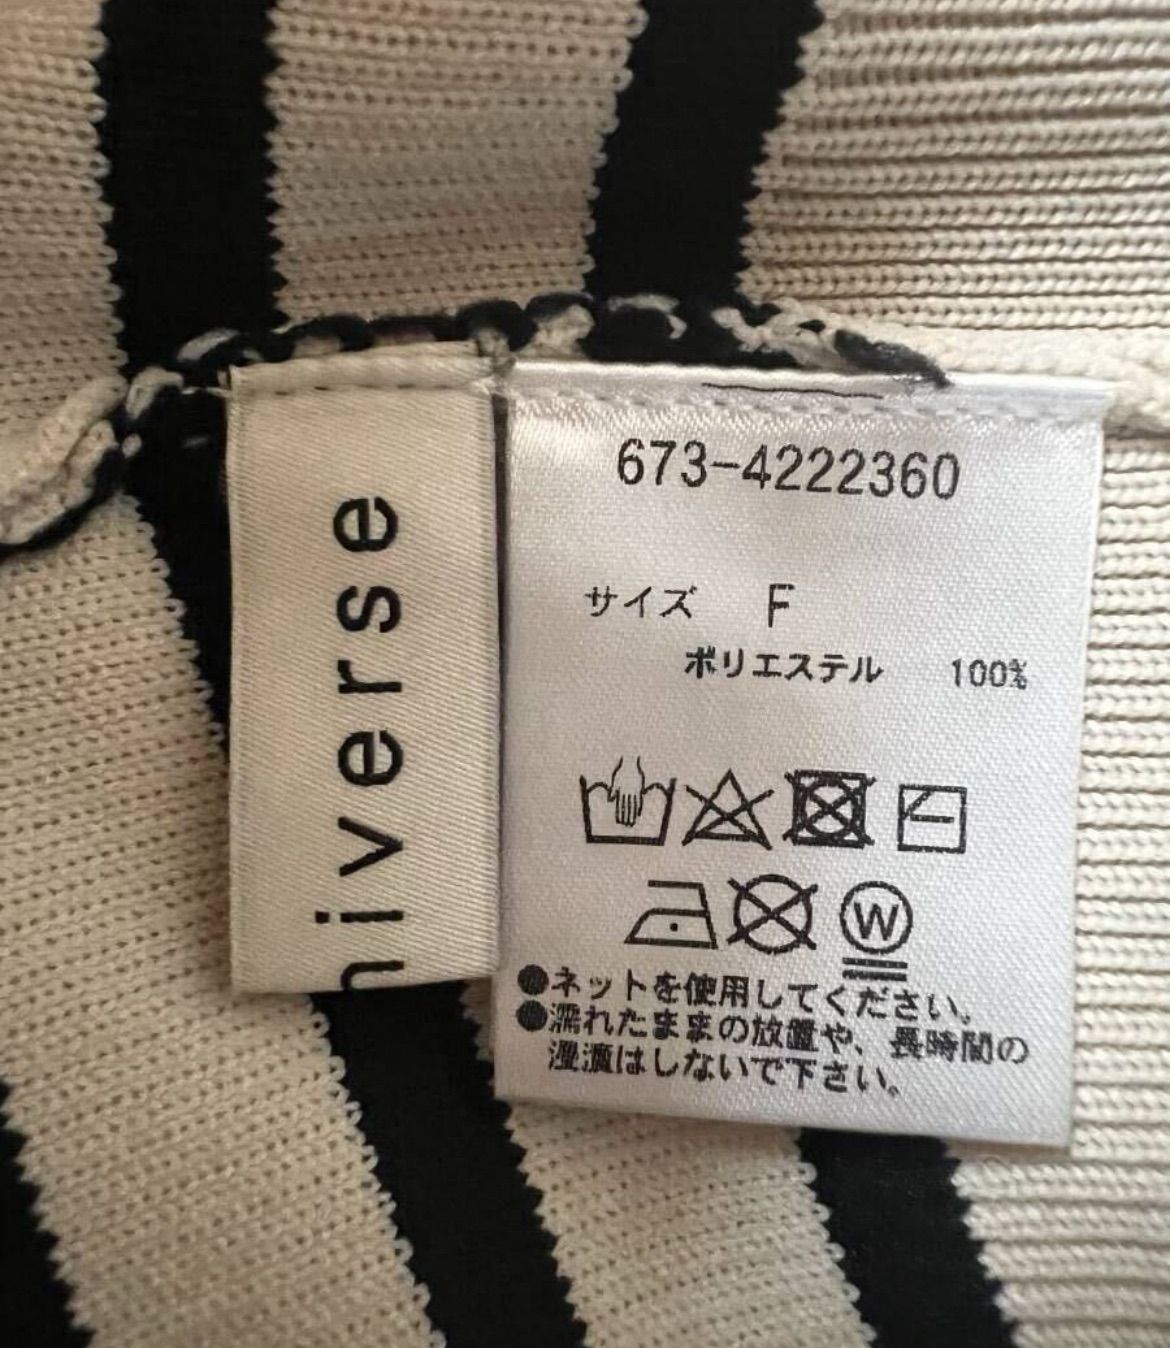 niverse
673-4222360
サイズ F
ポリエステル 100%
W
●ネットを使用してください。
●濡れたままの放置や、長時間の
浸漬はしないで下さい。